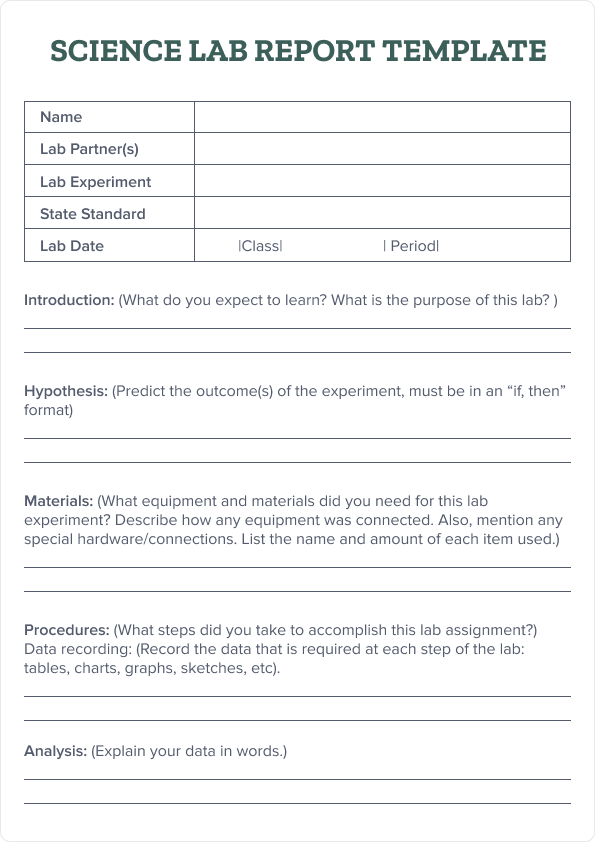 SCIENCE LAB REPORT TEMPLATE
Name
Lab Partner(s)
Lab Experiment
State Standard
Lab Date |Class| | Period|
Introduction: (What do you expect to learn? What is the purpose of this lab? )
Hypothesis: (Predict the outcome(s) of the experiment, must be in an “if, then”
format)
Materials: (What equipment and materials did you need for this lab
experiment? Describe how any equipment was connected. Also, mention any
special hardware/connections. List the name and amount of each item used.)
Procedures: (What steps did you take to accomplish this lab assignment?)
Data recording: (Record the data that is required at each step of the lab:
tables, charts, graphs, sketches, etc).
Analysis: (Explain your data in words.)